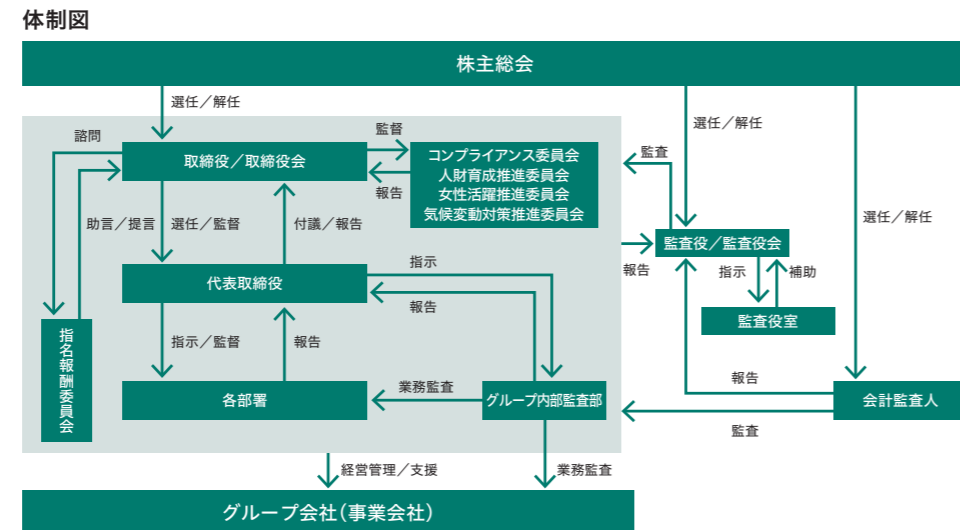 体制図
株主総会
選任／解任
諮問
監督
取締役／取締役会
コンプライアンス委員会
人財育成推進委員会
女性活躍推進委員会
気候変動対策推進委員会
報告
選任／解任
監査
選任／解任
助言／提言
選任／監督
付議／報告
監査役／監査役会
報告
指示
補助
代表取締役
指示
報告
監査役室
指名報酬委員会
指示／監督
報告
業務監査
各部署
グループ内部監査部
報告
会計監査人
監査
経営管理／支援
業務監査
グループ会社（事業会社）